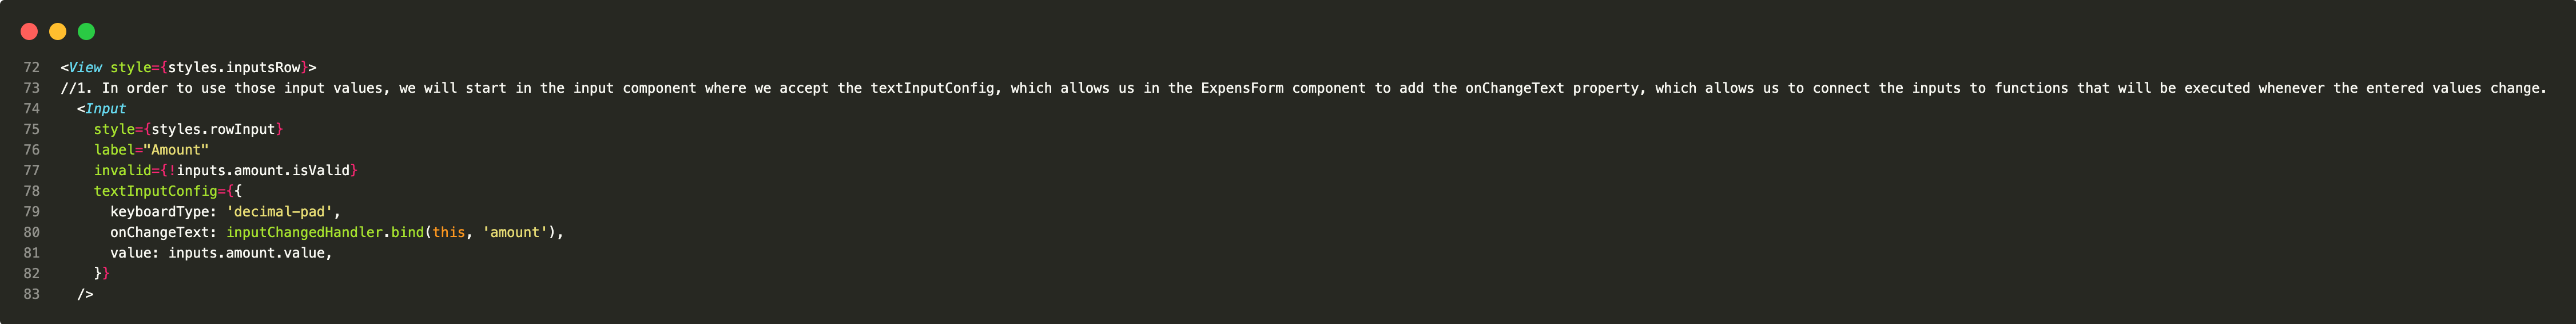 72 <View style={styles.inputsRow}>
73 //1. In order to use those input values, we will start in the input component where we accept the textInputConfig, which allows us in the ExpensForm component to add the onChangeText property, which allows us to connect the inputs to functions that will be executed whenever the entered values change.
74   <Input
75     style={styles.rowInput}
76     label="Amount"
77     invalid={!inputs.amount.isValid}
78     textInputConfig={{
79       keyboardType: 'decimal-pad',
80       onChangeText: inputChangedHandler.bind(this, 'amount'),
81       value: inputs.amount.value,
82     }}
83   />